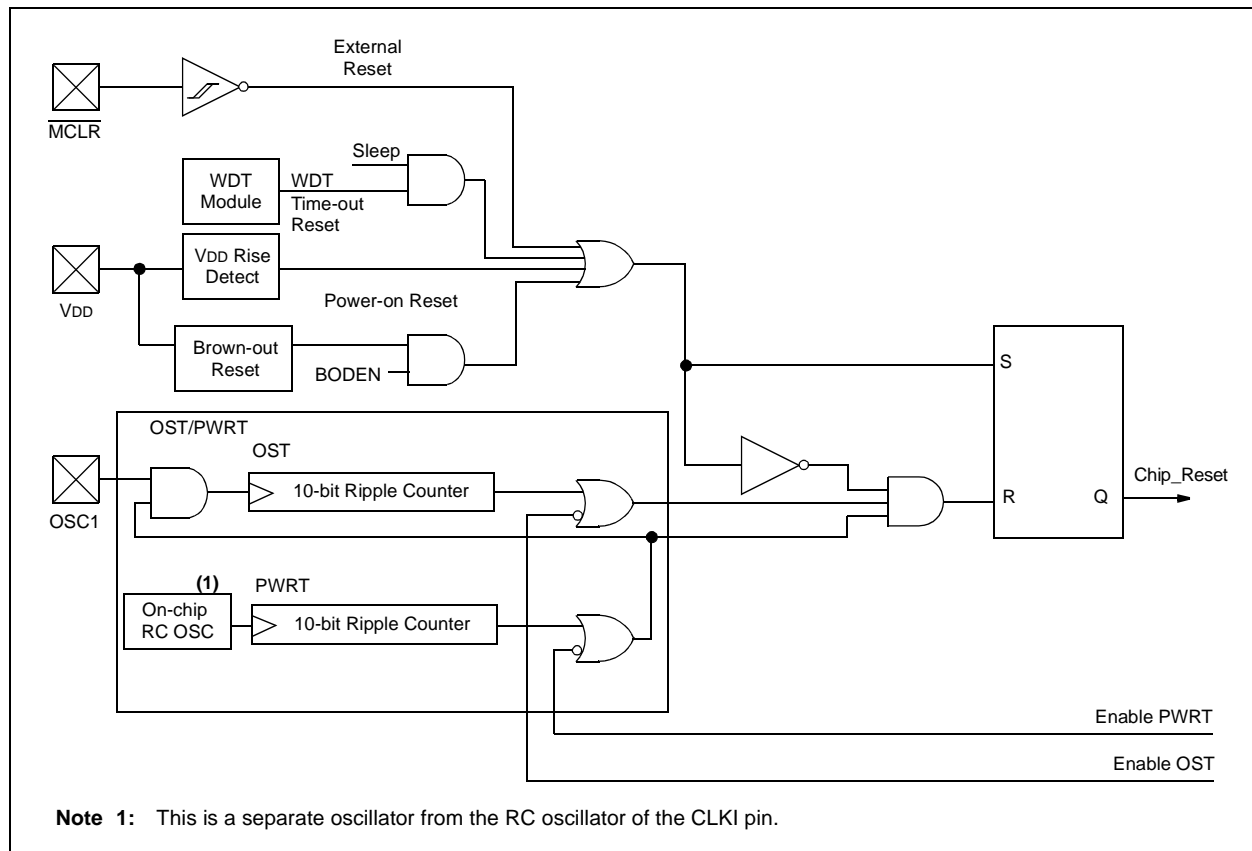 External
Reset
MCLR
Sleep
WDT
Module
WDT
Time-out
Reset
VDD Rise
Detect
VDD
Power-on Reset
Brown-out
Reset
BODEN
S
OST/PWRT
OST
10-bit Ripple Counter
OSC1
Chip_Reset
R
Q
(1)
PWRT
On-chip
RC OSC
10-bit Ripple Counter
Enable PWRT
Enable OST
Note 1: This is a separate oscillator from the RC oscillator of the CLKI pin.